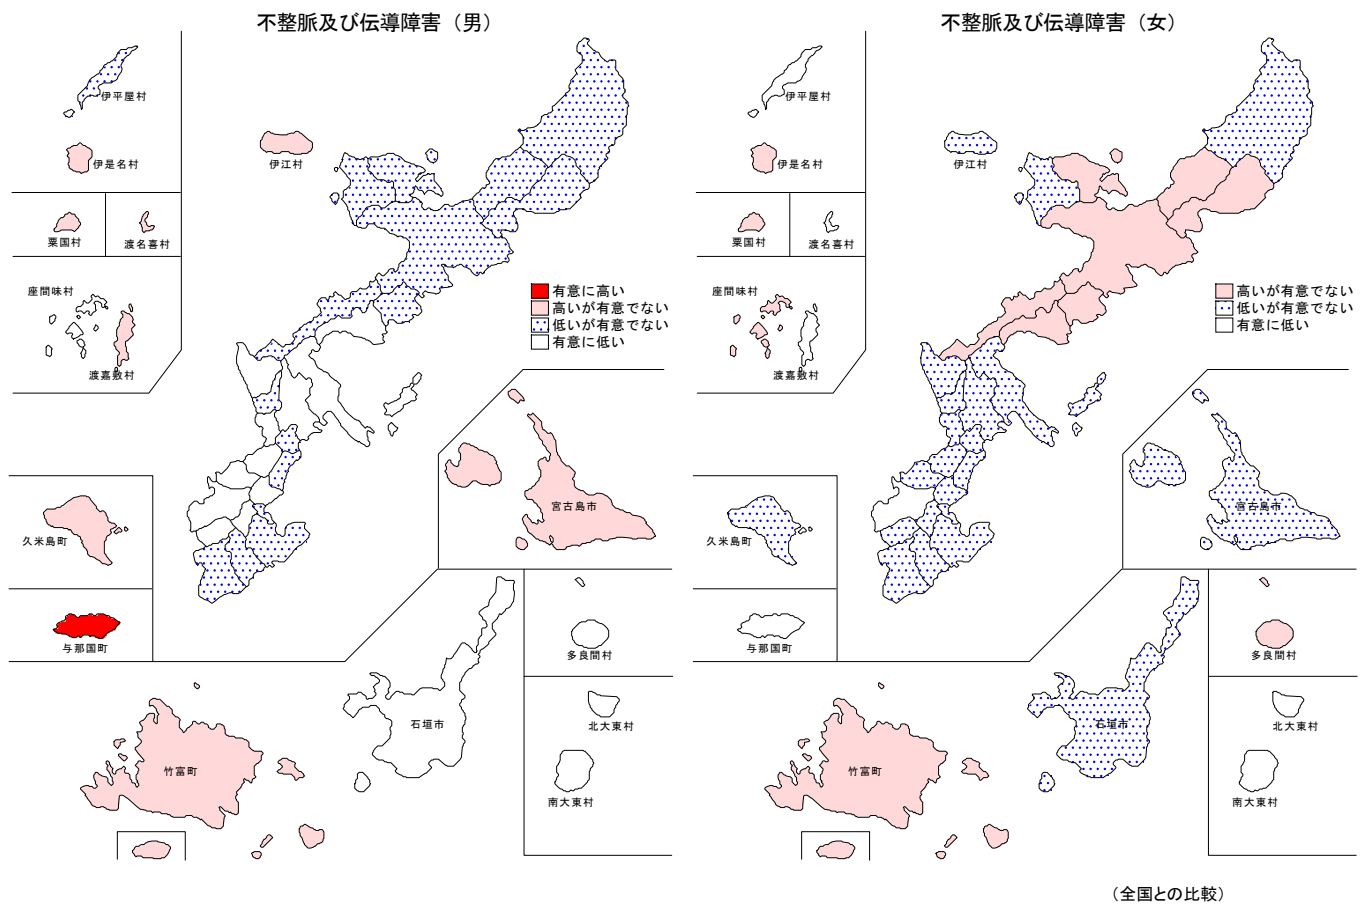 不整脈及び伝導障害（男）
伊平屋村
伊是名村
伊江村
粟国村
渡名喜村
座間味村
渡嘉敷村
有意に高い
高いが有意でない
低いが有意でない
有意に低い
宮古島市
久米島町
与那国町
多良間村
石垣市
北大東村
竹富町
南大東村
不整脈及び伝導障害（女）
伊平屋村
伊是名村
伊江村
粟国村
渡名喜村
座間味村
渡嘉敷村
高いが有意でない
低いが有意でない
有意に低い
宮古島市
久米島町
与那国町
多良間村
石垣市
北大東村
竹富町
南大東村
（全国との比較）